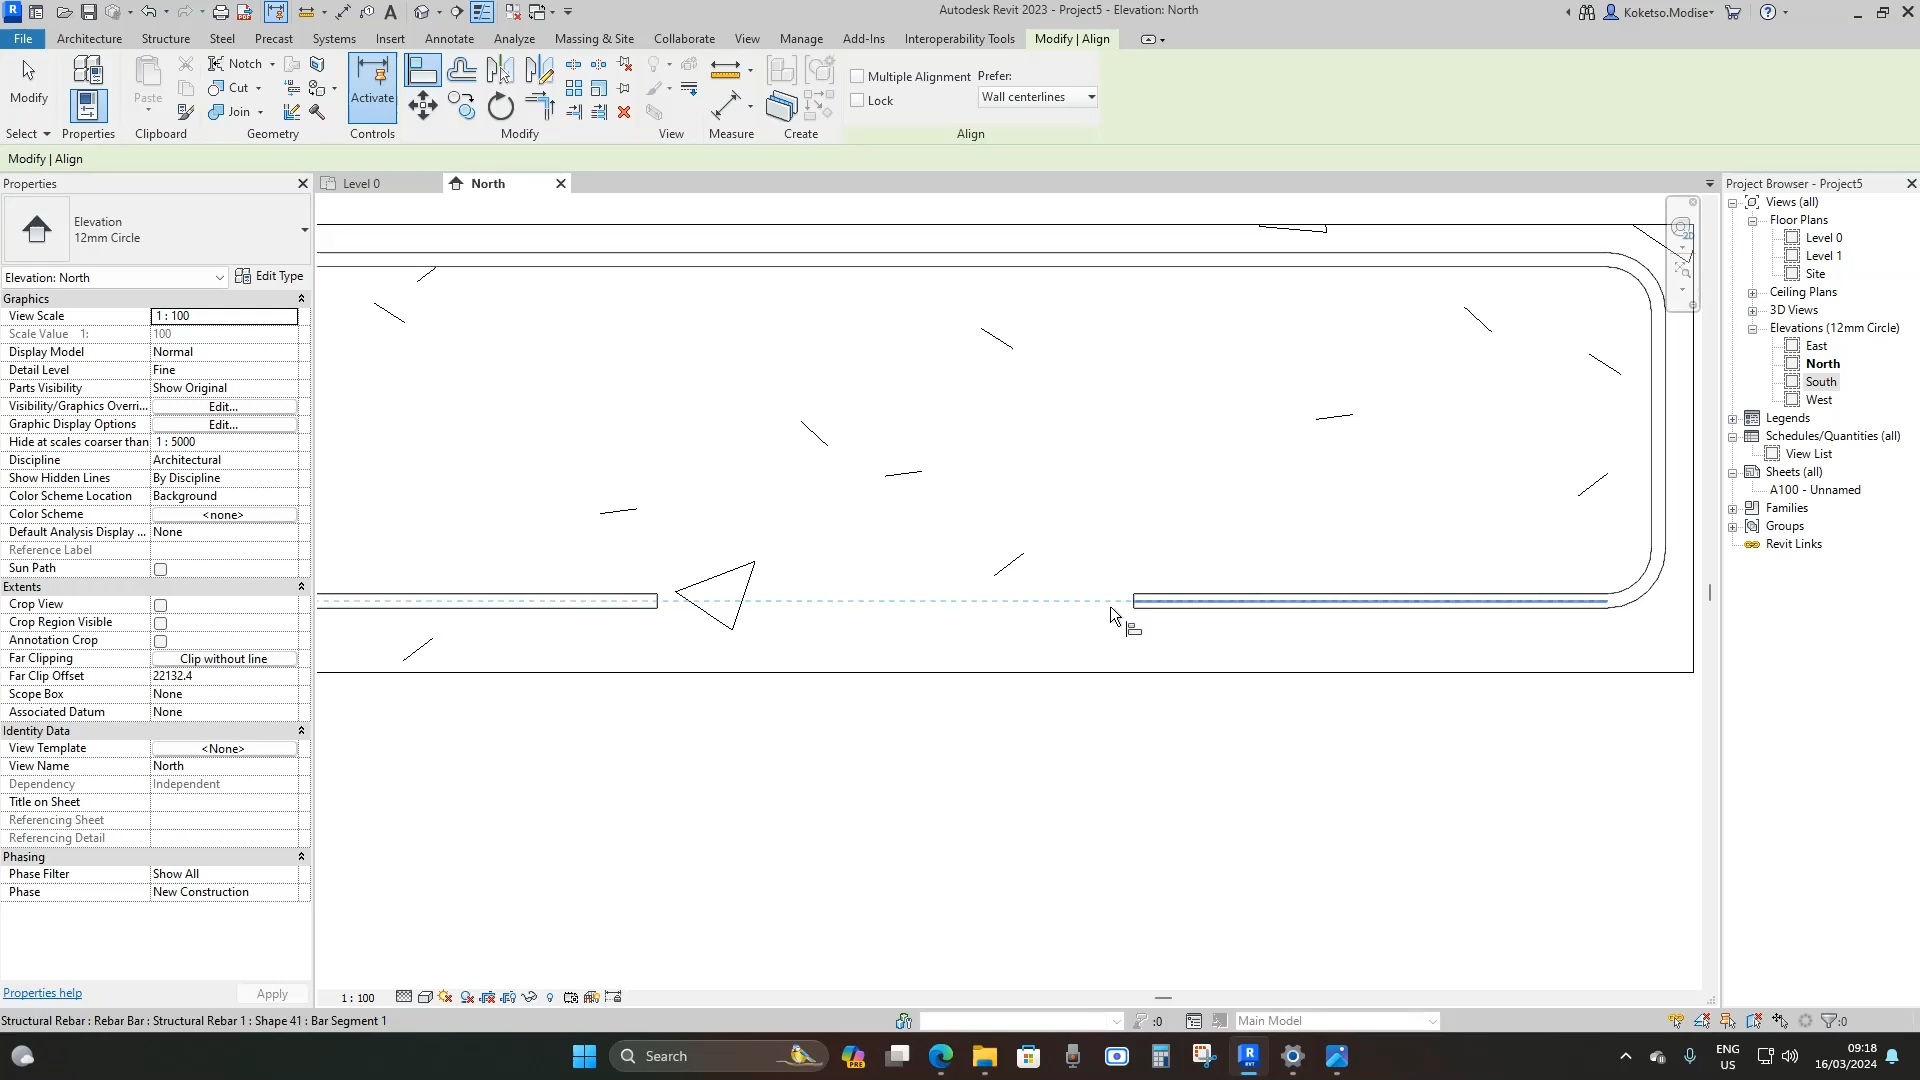 Autodesk Revit 2023 - Project5 - Elevation: North
Koketso.Modise
File Architecture Structure Steel Precast Systems Insert Annotate Analyze Massing & Site Collaborate View Manage Add-Ins Interoperability Tools Modify | Align
Modify
Paste
Notch
Cut
Join
Activate
Multiple Alignment
Lock
Prefer:
Wall centerlines
Select Properties Clipboard Geometry Controls Modify View Measure Create Align
Modify | Align
Properties
Level 0
North
Project Browser - Project5
Elevation
12mm Circle
Elevation: North
Edit Type
Graphics
View Scale 1 : 100
Scale Value 1: 100
Display Model Normal
Detail Level Fine
Parts Visibility Show Original
Visibility/Graphics Overri... Edit...
Graphic Display Options Edit...
Hide at scales coarser than 1 : 5000
Discipline Architectural
Show Hidden Lines By Discipline
Color Scheme Location Background
Color Scheme <none>
Default Analysis Display ... None
Reference Label
Sun Path
Extents
Crop View
Crop Region Visible
Annotation Crop
Far Clipping Clip without line
Far Clip Offset 22132.4
Scope Box None
Associated Datum None
Identity Data
View Template <None>
View Name North
Dependency Independent
Title on Sheet
Referencing Sheet
Referencing Detail
Phasing
Phase Filter Show All
Phase New Construction
Properties help
Apply
2D
Views (all)
Floor Plans
Level 0
Level 1
Site
Ceiling Plans
3D Views
Elevations (12mm Circle)
East
North
South
West
Legends
Schedules/Quantities (all)
View List
Sheets (all)
A100 - Unnamed
Families
Groups
Revit Links
1 : 100
Structural Rebar : Rebar Bar : Structural Rebar 1 : Shape 41 : Bar Segment 1
:0
Main Model
:0
Search
PRE
ENG
US
09:18
16/03/2024